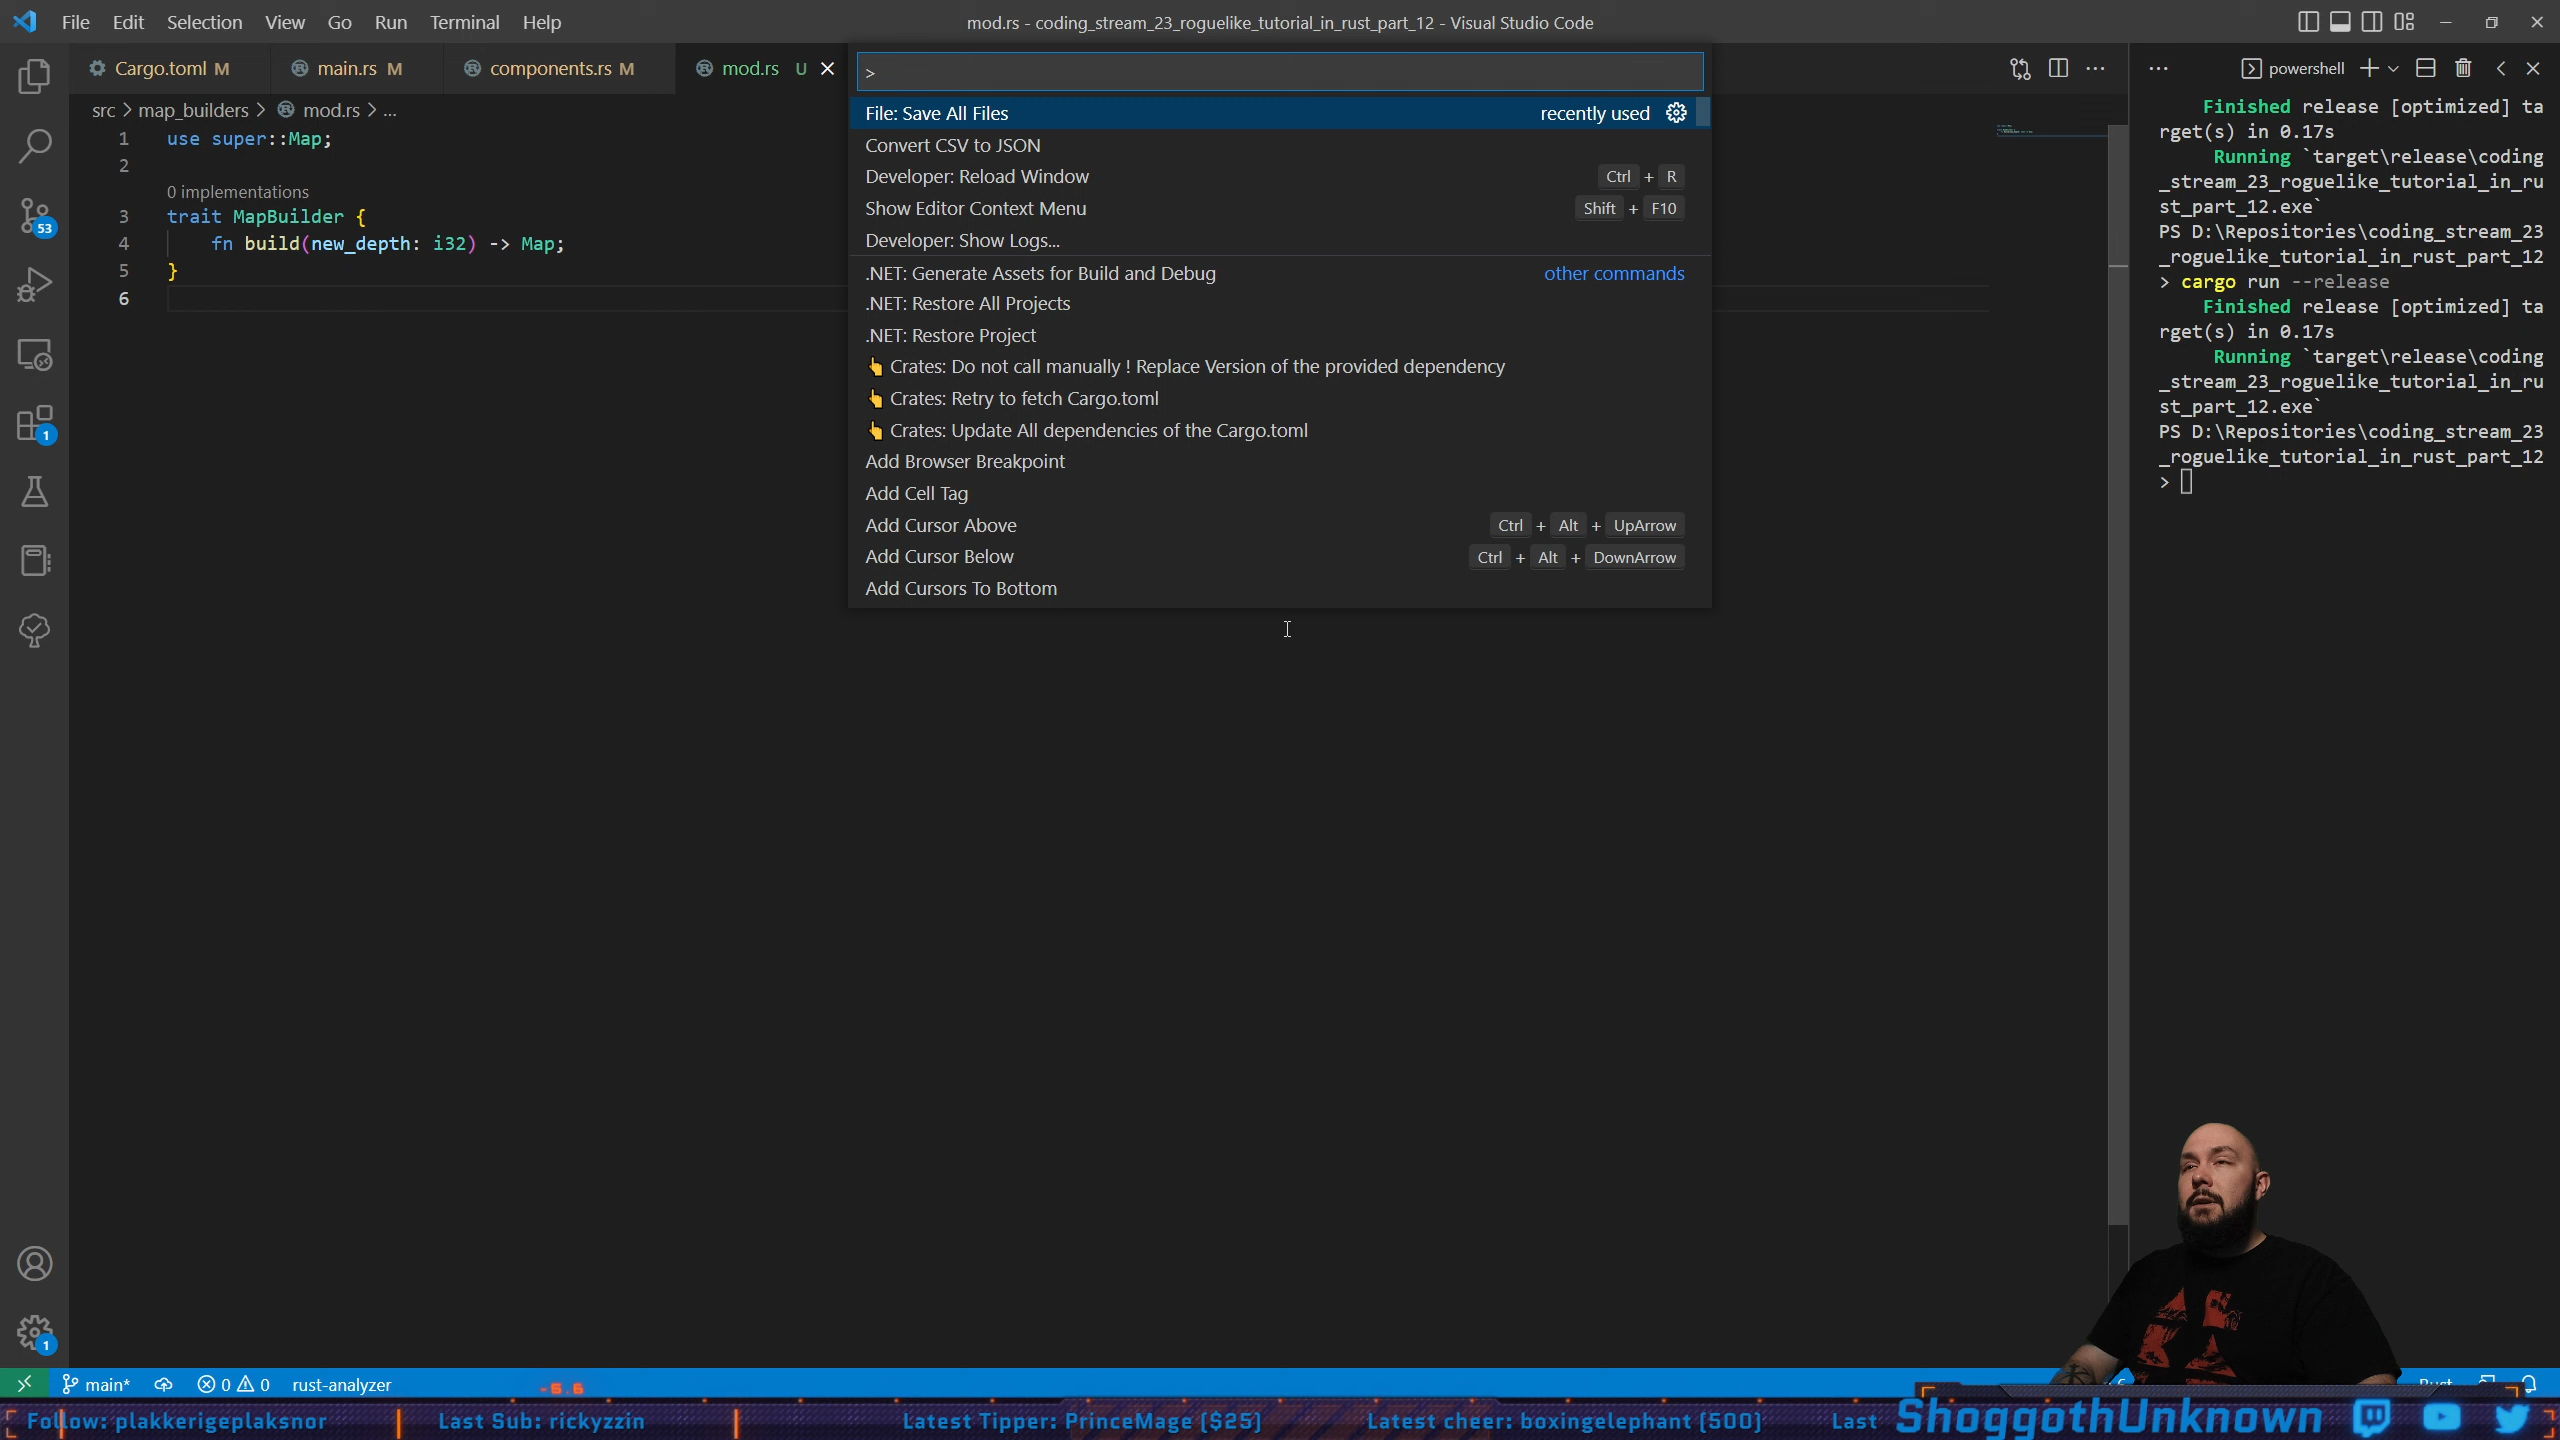 File Edit Selection View Go Run Terminal Help
mod.rs - coding_stream_23_roguelike_tutorial_in_rust_part_12 - Visual Studio Code
Cargo.toml M
main.rs M
components.rs M
mod.rs U
src > map_builders > mod.rs > ...
1 use super::Map;
2
0 implementations
3 trait MapBuilder {
4 fn build(new_depth: i32) -> Map;
5 }
6
>
File: Save All Files recently used
Convert CSV to JSON
Developer: Reload Window Ctrl + R
Show Editor Context Menu Shift + F10
Developer: Show Logs...
.NET: Generate Assets for Build and Debug other commands
.NET: Restore All Projects
.NET: Restore Project
👆 Crates: Do not call manually ! Replace Version of the provided dependency
👆 Crates: Retry to fetch Cargo.toml
👆 Crates: Update All dependencies of the Cargo.toml
Add Browser Breakpoint
Add Cell Tag
Add Cursor Above Ctrl + Alt + UpArrow
Add Cursor Below Ctrl + Alt + DownArrow
Add Cursors To Bottom
powershell
Finished release [optimized] ta
rget(s) in 0.17s
Running `target\release\coding
_stream_23_roguelike_tutorial_in_ru
st_part_12.exe`
PS D:\Repositories\coding_stream_23
_roguelike_tutorial_in_rust_part_12
> cargo run --release
Finished release [optimized] ta
rget(s) in 0.17s
Running `target\release\coding
_stream_23_roguelike_tutorial_in_ru
st_part_12.exe`
PS D:\Repositories\coding_stream_23
_roguelike_tutorial_in_rust_part_12
>
53
1
1
main* 0 0 rust-analyzer
-5.6
Follow: plakkerigeplaksnor
Last Sub: rickyzzin
Latest Tipper: PrinceMage [$25]
Latest cheer: boxingelephant [500]
Last
ShoggothUnknown